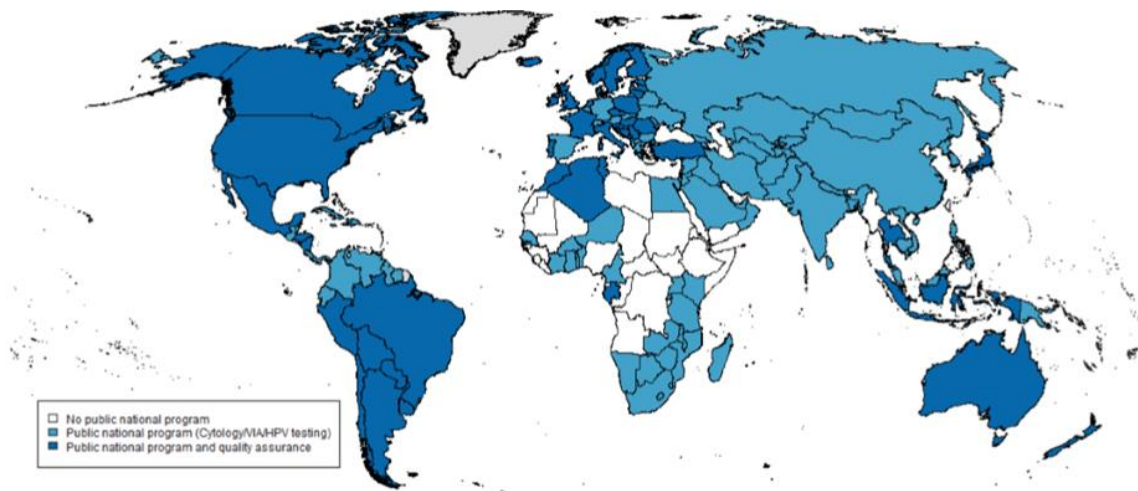 No public national program
Public national program (Cytology/VIA/HPV testing)
Public national program and quality assurance